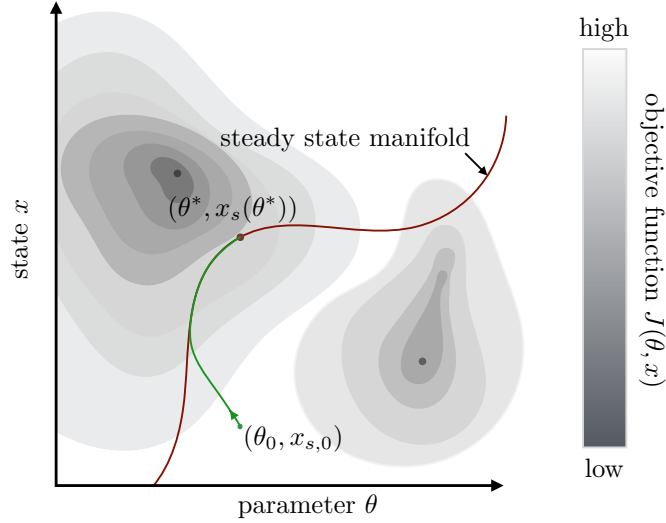 high
steady state manifold
(θ*, x_s(θ*))
state x
objective function J(θ, x)
(θ_0, x_{s,0})
low
parameter θ